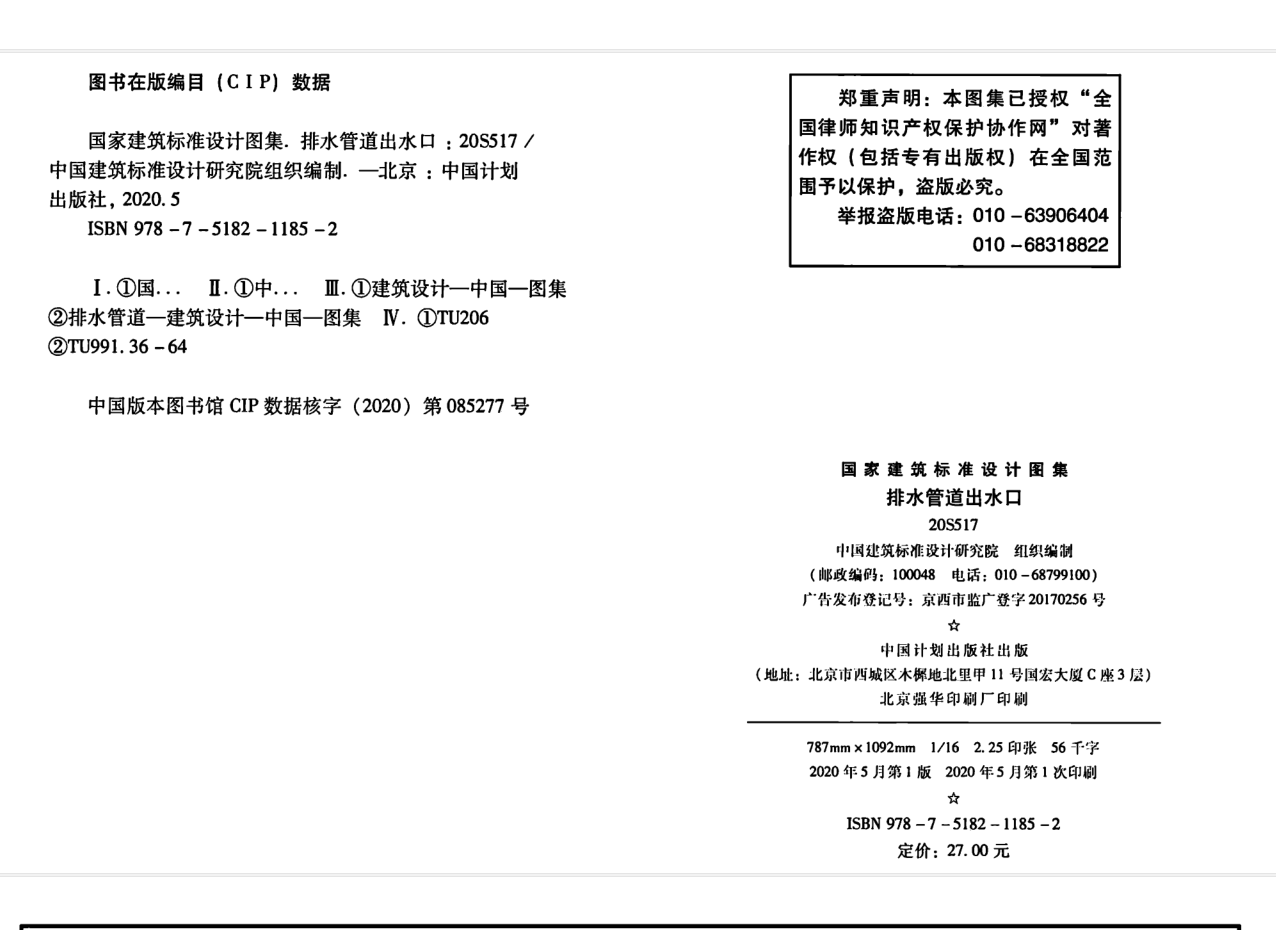 图书在版编目（CIP）数据
国家建筑标准设计图集. 排水管道出水口 : 20S517 /
中国建筑标准设计研究院组织编制. —北京 : 中国计划
出版社, 2020.5
ISBN 978－7－5182－1185－2
Ⅰ.①国... Ⅱ.①中... Ⅲ.①建筑设计—中国—图集
②排水管道—建筑设计—中国—图集 Ⅳ. ①TU206
②TU991.36－64
中国版本图书馆 CIP 数据核字（2020）第 085277 号
郑重声明：本图集已授权“全
国律师知识产权保护协作网”对著
作权（包括专有出版权）在全国范
围予以保护，盗版必究。
举报盗版电话：010－63906404
010－68318822
国家建筑标准设计图集
排水管道出水口
20S517
中国建筑标准设计研究院 组织编制
（邮政编码：100048 电话：010－68799100）
广告发布登记号：京西市监广登字20170256 号
☆
中国计划出版社出版
（地址：北京市西城区木樨地北里甲 11 号国宏大厦 C 座 3 层）
北京强华印刷厂印刷
787mm×1092mm 1/16 2.25 印张 56 千字
2020 年 5 月第 1 版 2020 年 5 月第 1 次印刷
☆
ISBN 978－7－5182－1185－2
定价：27.00 元